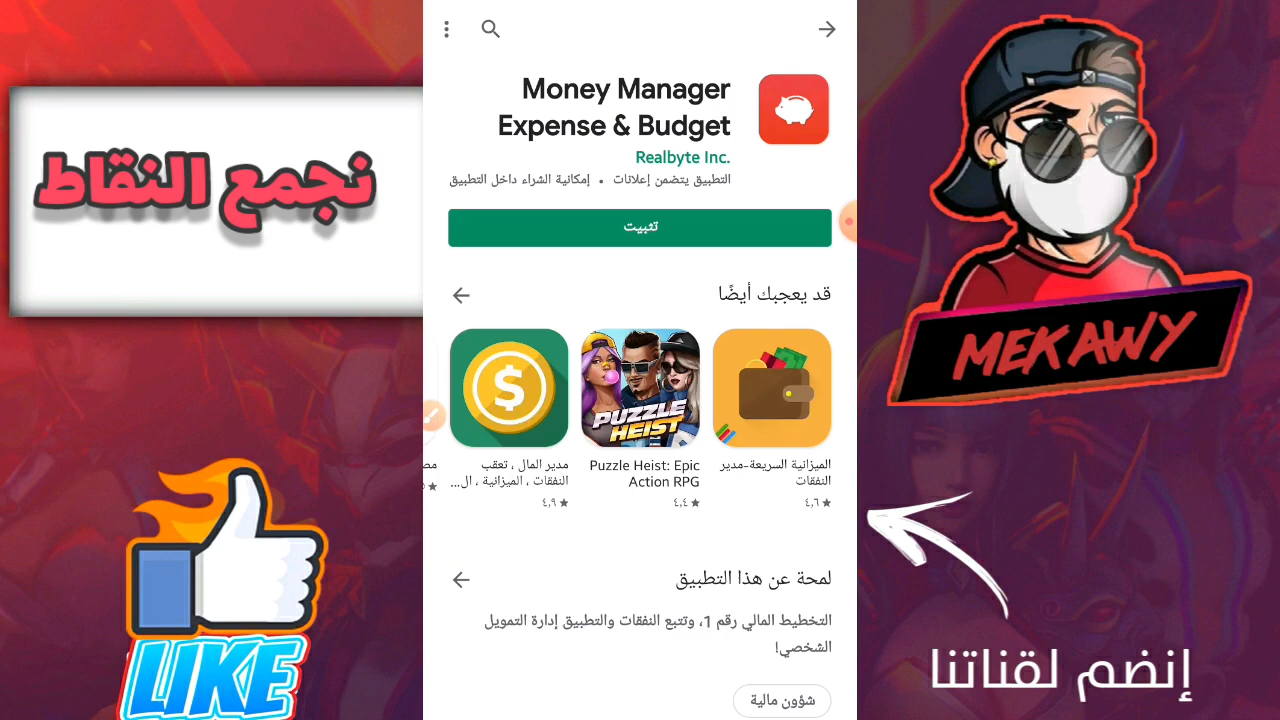 نجمع النقاط
LIKE
Money Manager
Expense & Budget
Realbyte Inc.
التطبيق يتضمن إعلانات • إمكانية الشراء داخل التطبيق
تثبيت
قد يعجبك أيضًا
الميزانية السريعة-مدير
النفقات
٤٫٦ ★
PUZZLE
HEIST
Puzzle Heist: Epic
Action RPG
٤٫٤ ★
$
مدير المال ، تعقب
النفقات ، الميزانية ، ال...
٤٫٩ ★
مص
لمحة عن هذا التطبيق
التخطيط المالي رقم 1، وتتبع النفقات والتطبيق إدارة التمويل
الشخصي!
شؤون مالية
MEKAWY
إنضم لقناتنا